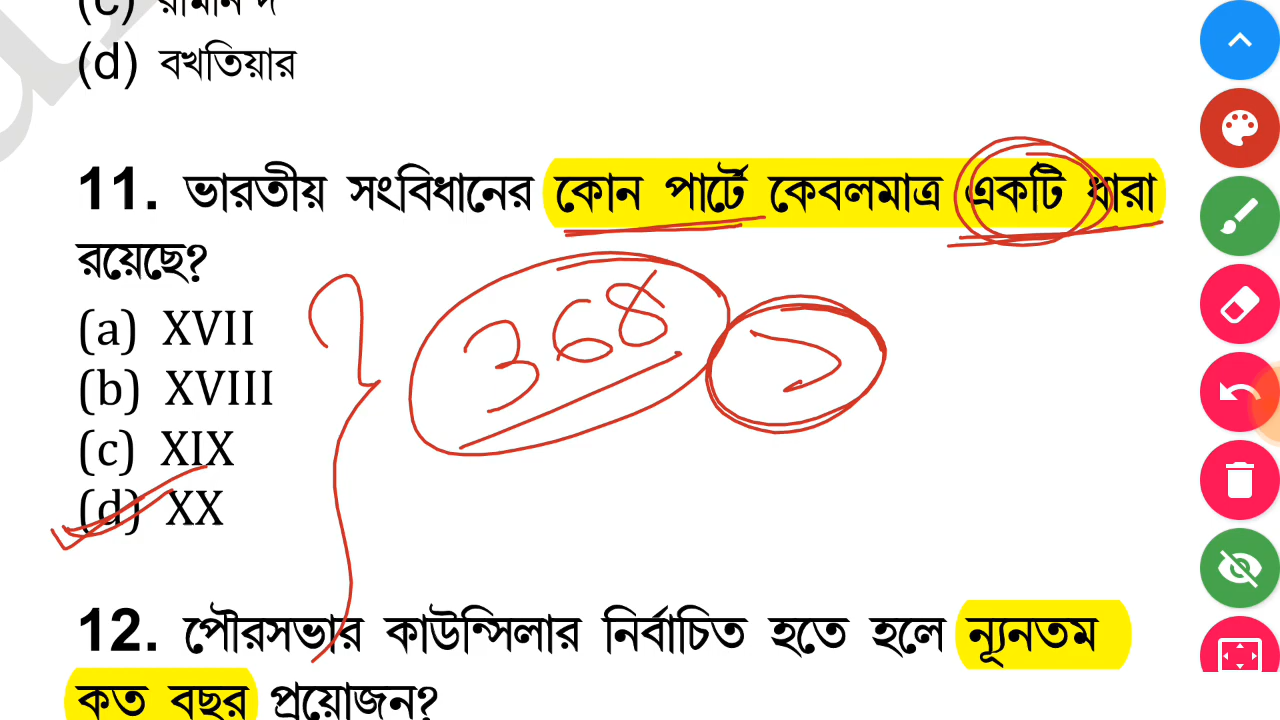 (d) বখতিয়ার
11. ভারতীয় সংবিধানের কোন পার্টে কেবলমাত্র একটি ধারা
রয়েছে?
(a) XVII
368
(b) XVIII
(c) XIX
(d) XX
12. পৌরসভার কাউন্সিলার নির্বাচিত হতে হলে ন্যূনতম
কত বছর প্রয়োজন?